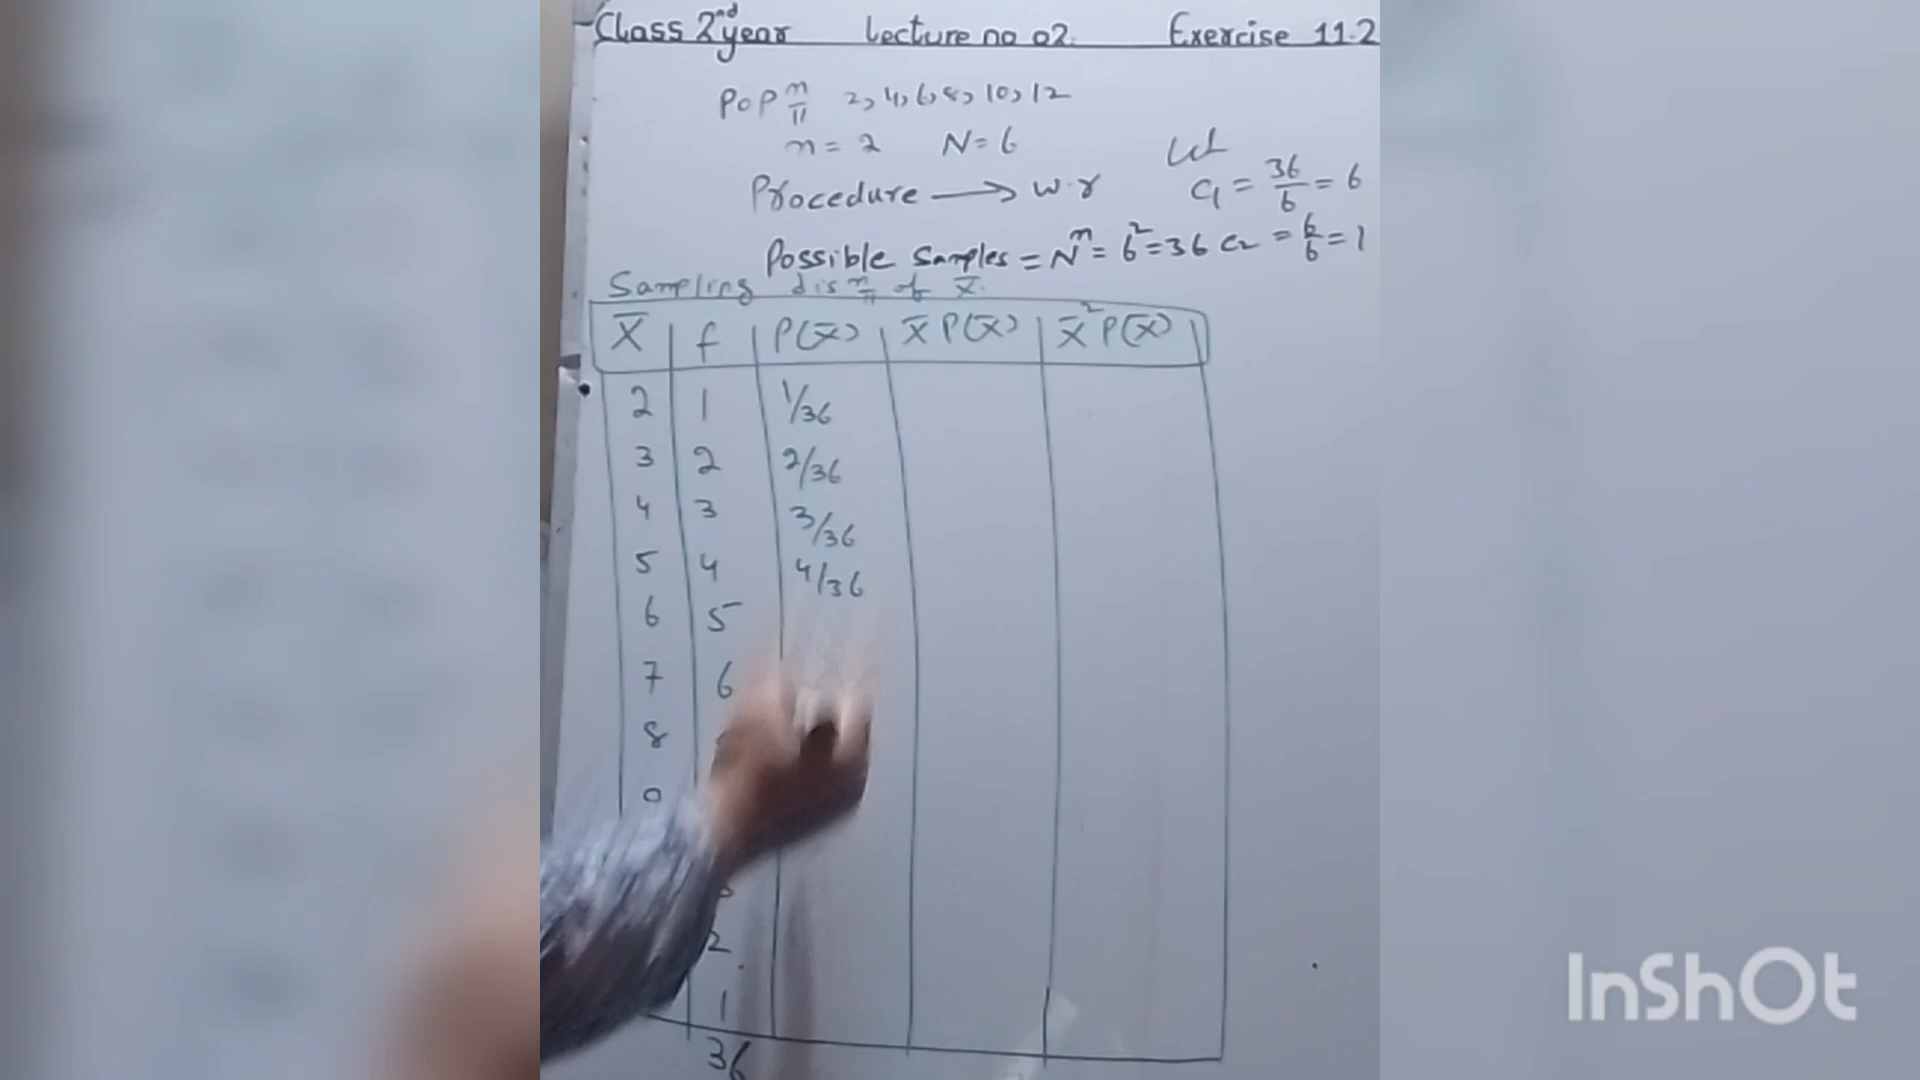 Class 2nd year Lecture no 02. Exercise 11.2
Popn/π 2, 4, 6, 8, 10, 12
n = 2 N = 6
Procedure → w.r C1 = 36/6 = 6
Possible Samples = N^n = 6^2 = 36 C2 = 6/6 = 1
Sampling disn/π of X̄.
X̄ f P(x̄) X̄ P(x̄) X̄^2 P(x̄)
2 1 1/36
3 2 2/36
4 3 3/36
5 4 4/36
6 5
7 6
8
2
1
36
InShOt